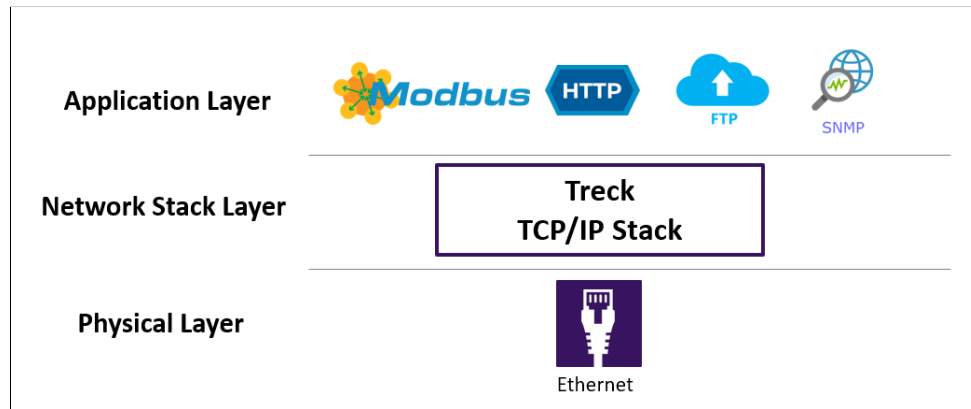 Application Layer
Modbus
HTTP
FTP
SNMP
Network Stack Layer
Treck
TCP/IP Stack
Physical Layer
Ethernet